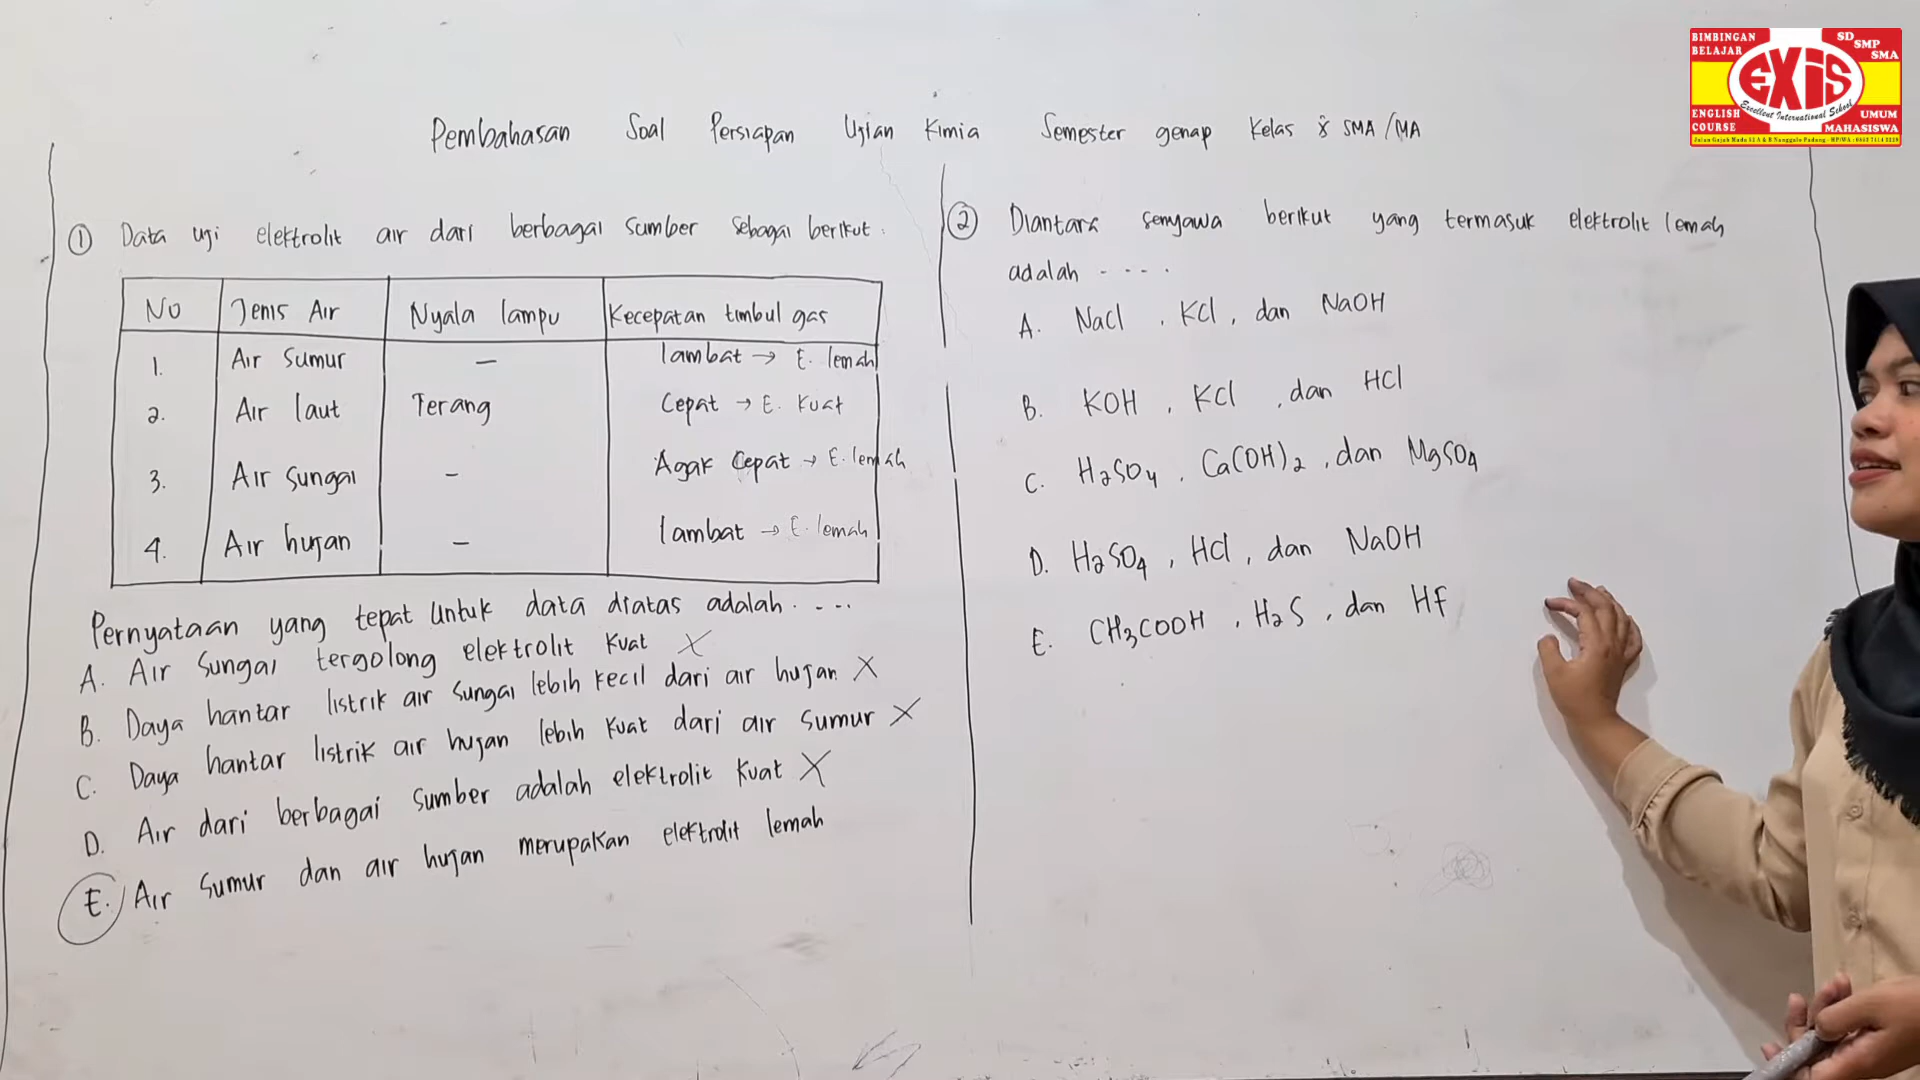 BIMBINGAN BELAJAR
SD SMP SMA
EXIS
Excellent International School
ENGLISH COURSE
UMUM MAHASISWA
Pembahasan Soal Persiapan Ujian Kimia Semester genap Kelas X SMA/MA
① Data uji elektrolit air dari berbagai sumber sebagai berikut :
No Jenis Air Nyala lampu Kecepatan timbul gas
1. Air Sumur - lambat → E. lemah
2. Air laut Terang Cepat → E. Kuat
3. Air Sungai - Agak Cepat → E. lemah
4. Air hujan - lambat → E. lemah
Pernyataan yang tepat untuk data diatas adalah ....
A. Air Sungai tergolong elektrolit kuat X
B. Daya hantar listrik air sungai lebih kecil dari air hujan X
C. Daya hantar listrik air hujan lebih kuat dari air sumur X
D. Air dari berbagai sumber adalah elektrolit kuat X
E. Air Sumur dan air hujan merupakan elektrolit lemah
② Diantara senyawa berikut yang termasuk elektrolit lemah
adalah ....
A. NaCl , KCl , dan NaOH
B. KOH , KCl , dan HCl
C. H₂SO₄ , Ca(OH)₂ , dan MgSO₄
D. H₂SO₄ , HCl , dan NaOH
E. CH₃COOH , H₂S , dan Hf